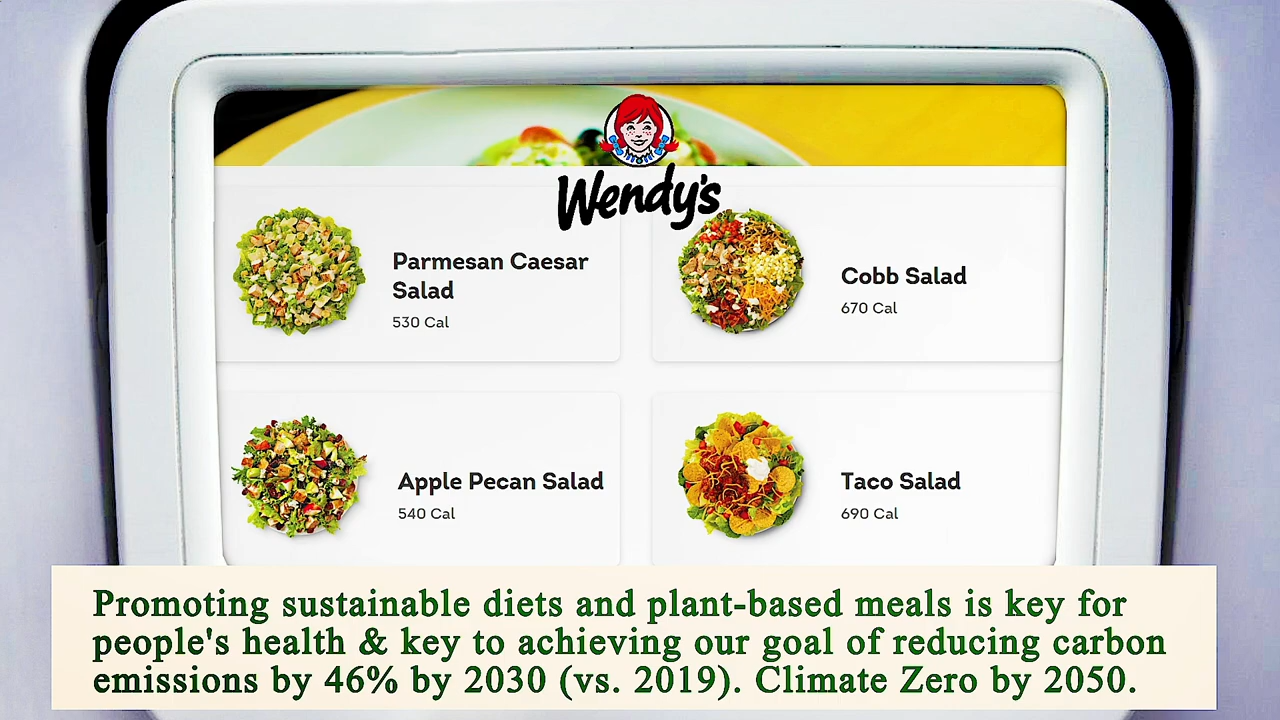 Wendy's
Parmesan Caesar
Salad
530 Cal
Cobb Salad
670 Cal
Apple Pecan Salad
540 Cal
Taco Salad
690 Cal
Promoting sustainable diets and plant-based meals is key for
people's health & key to achieving our goal of reducing carbon
emissions by 46% by 2030 (vs. 2019). Climate Zero by 2050.